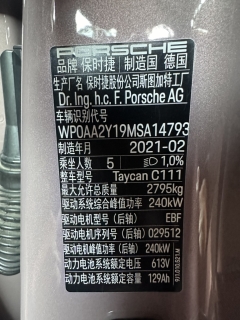 PORSCHE
品牌 保时捷 制造国 德国
生产厂名 保时捷股份公司斯图加特工厂
Dr. Ing. h.c. F. Porsche AG
车辆识别代号
WP0AA2Y19MSA14793
制造年月 2021-02
乘坐人数 5 1,0%
整车型号 Taycan C111
最大允许总质量 2795kg
驱动系统综合峰值功率 240kW
驱动电机型号(后轴) EBF
驱动电机序列号(后轴) 029512
驱动电机峰值功率(后轴) 240kW
动力电池系统额定电压 613V
动力电池系统额定容量 129Ah